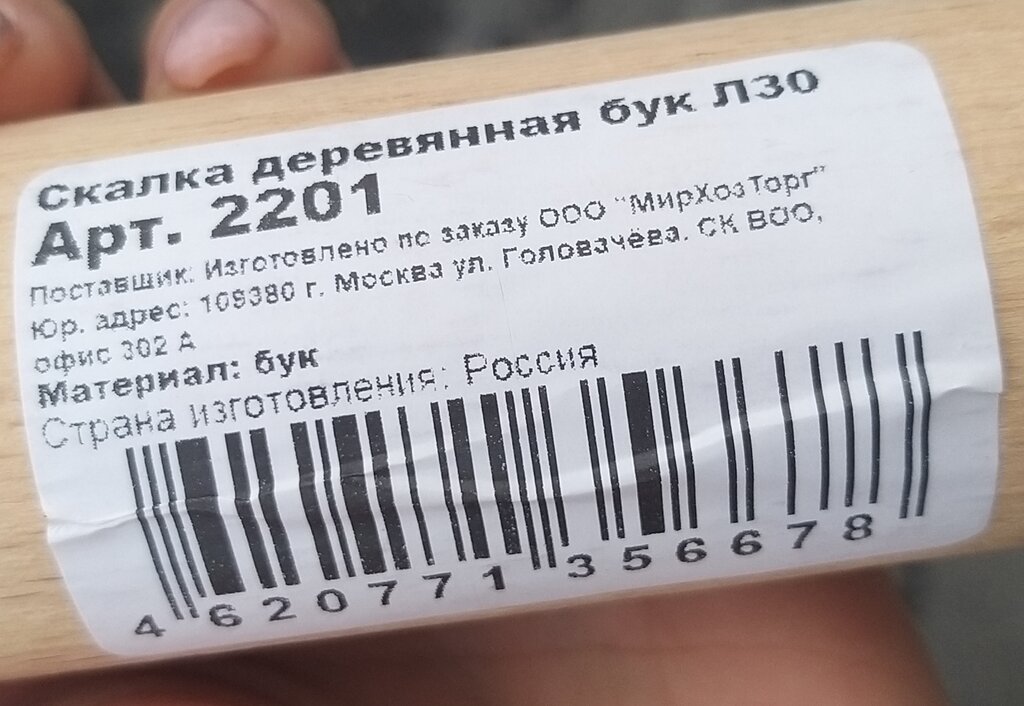 Скалка деревянная бук Л30
Арт. 2201
Поставшик: Изготовлено по заказу ООО "МирХозТорг"
Юр. адрес: 109380 г. Москва ул. Головачёва. СК ВОО,
офис 302 А
Материал: бук
Страна изготовления: Россия
4 620771 356678